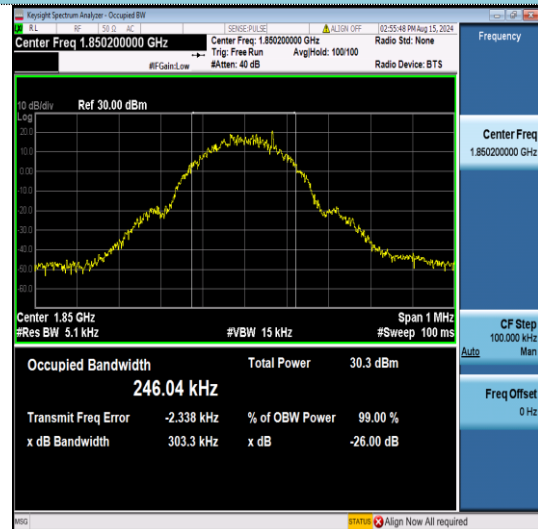 Keysight Spectrum Analyzer - Occupied BW
RL RF 50 Ω AC SENSE:PULSE ALIGN OFF 02:55:48 PM Aug 15, 2024
Center Freq 1.850200000 GHz Center Freq: 1.850200000 GHz Radio Std: None
Trig: Free Run Avg|Hold: 100/100
#IFGain:Low #Atten: 40 dB Radio Device: BTS
Frequency
10 dB/div Ref 30.00 dBm
Log
20.0
10.0
0.00
-10.0
-20.0
-30.0
-40.0
-50.0
-60.0
Center Freq
1.850200000 GHz
Center 1.85 GHz Span 1 MHz
#Res BW 5.1 kHz #VBW 15 kHz #Sweep 100 ms
CF Step
100.000 kHz
Auto Man
Occupied Bandwidth Total Power 30.3 dBm
246.04 kHz
Transmit Freq Error -2.338 kHz % of OBW Power 99.00 %
x dB Bandwidth 303.3 kHz x dB -26.00 dB
Freq Offset
0 Hz
MSG STATUS Align Now All required